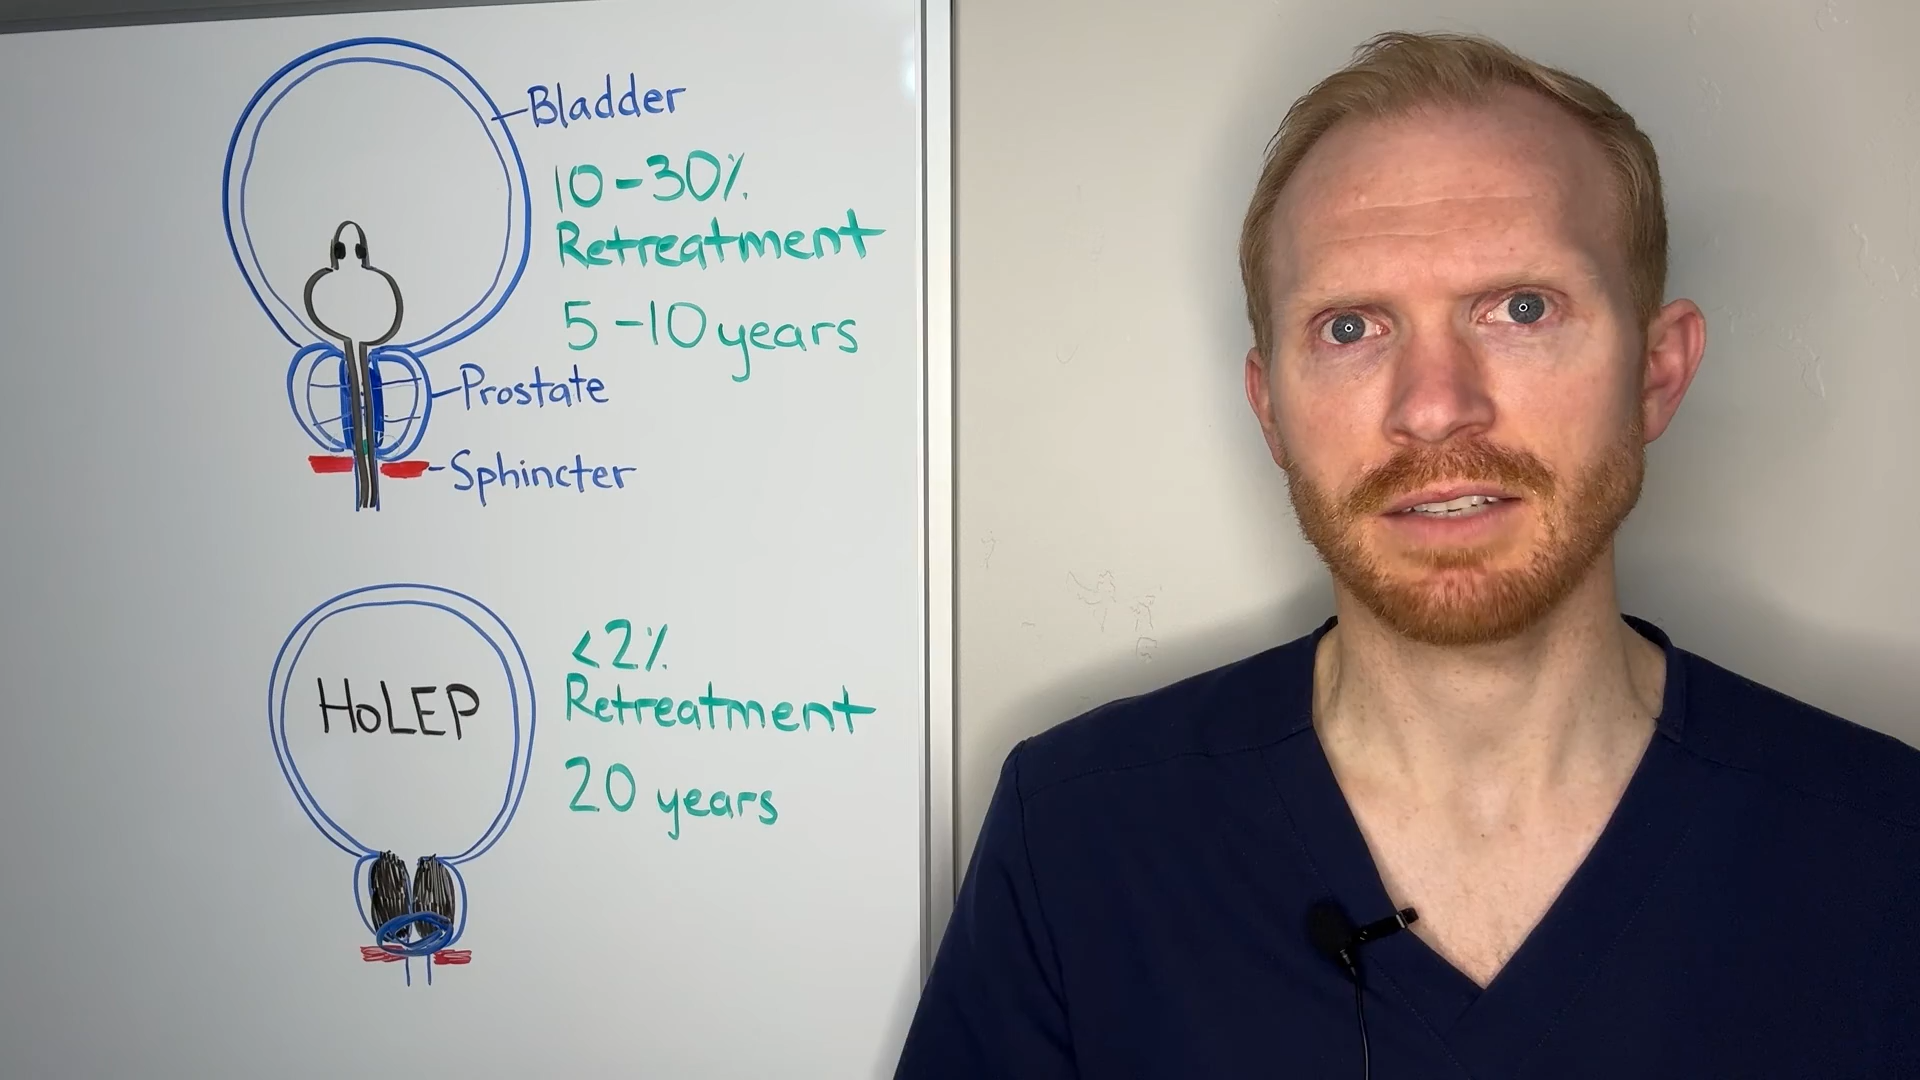 Bladder
10-30%
Retreatment
5-10 years
Prostate
Sphincter
HoLEP
<2%
Retreatment
20 years